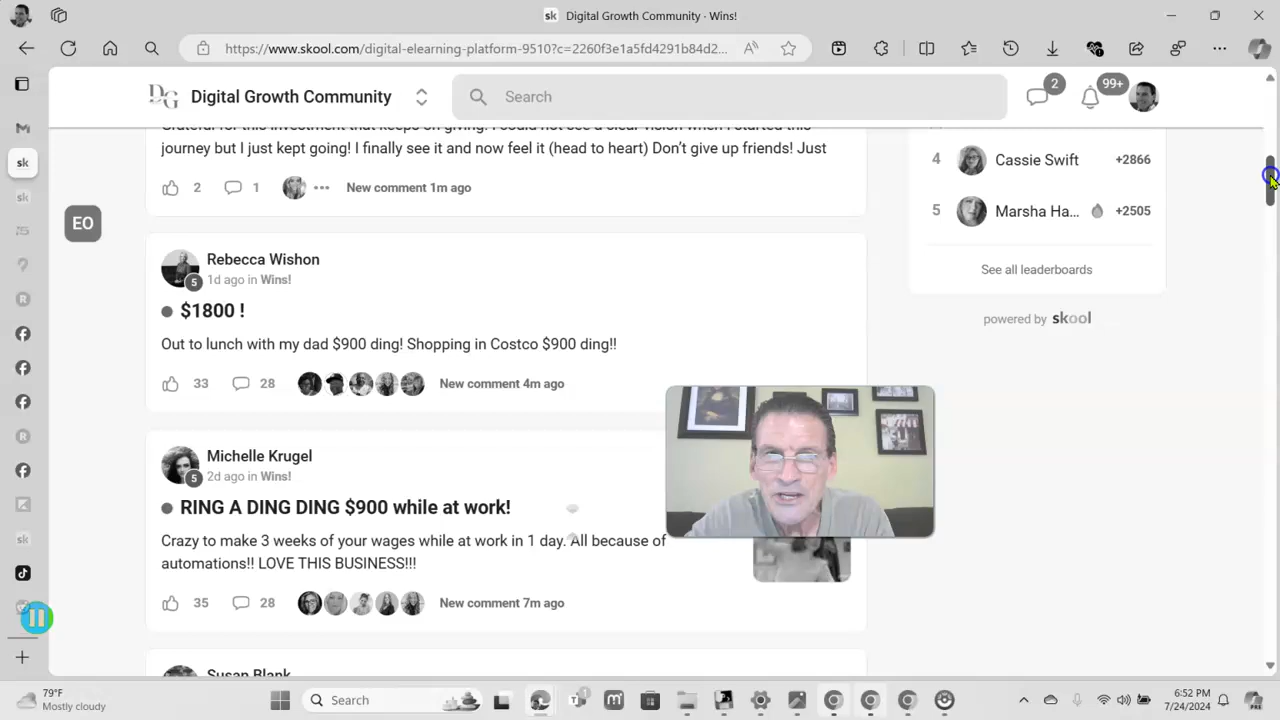 Digital Growth Community · Wins!
https://www.skool.com/digital-elearning-platform-9510?c=2260f3e1a5fd4291b84d2...
DG Digital Growth Community
Search
2
99+
Grateful for this investment that keeps on giving! I could not see a clear vision when I started this
journey but I just kept going! I finally see it and now feel it (head to heart) Don't give up friends! Just
2 1 New comment 1m ago
4 Cassie Swift +2866
5 Marsha Ha... +2505
See all leaderboards
powered by skool
EO
Rebecca Wishon
5 1d ago in Wins!
$1800 !
Out to lunch with my dad $900 ding! Shopping in Costco $900 ding!!
33 28 New comment 4m ago
Michelle Krugel
5 2d ago in Wins!
RING A DING DING $900 while at work!
Crazy to make 3 weeks of your wages while at work in 1 day. All because of
automations!! LOVE THIS BUSINESS!!!
35 28 New comment 7m ago
Susan Blank
79°F
Mostly cloudy
Search
6:52 PM
7/24/2024